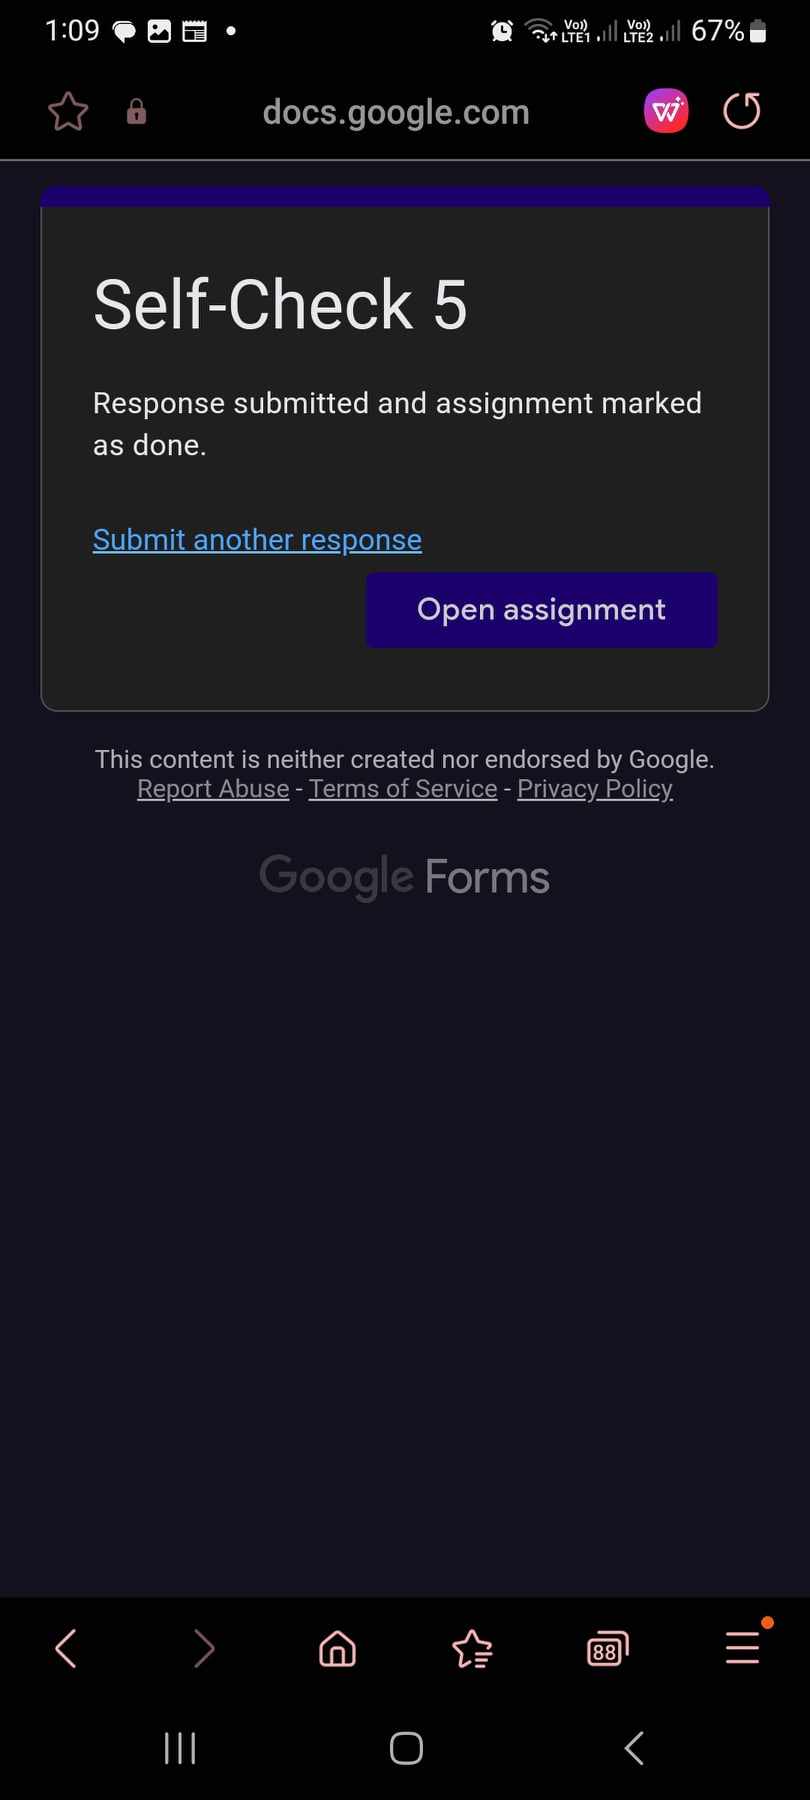 1:09
Vo)) LTE1 Vo)) LTE2 67%
docs.google.com
Self-Check 5
Response submitted and assignment marked
as done.
Submit another response
Open assignment
This content is neither created nor endorsed by Google.
Report Abuse - Terms of Service - Privacy Policy
Google Forms
88